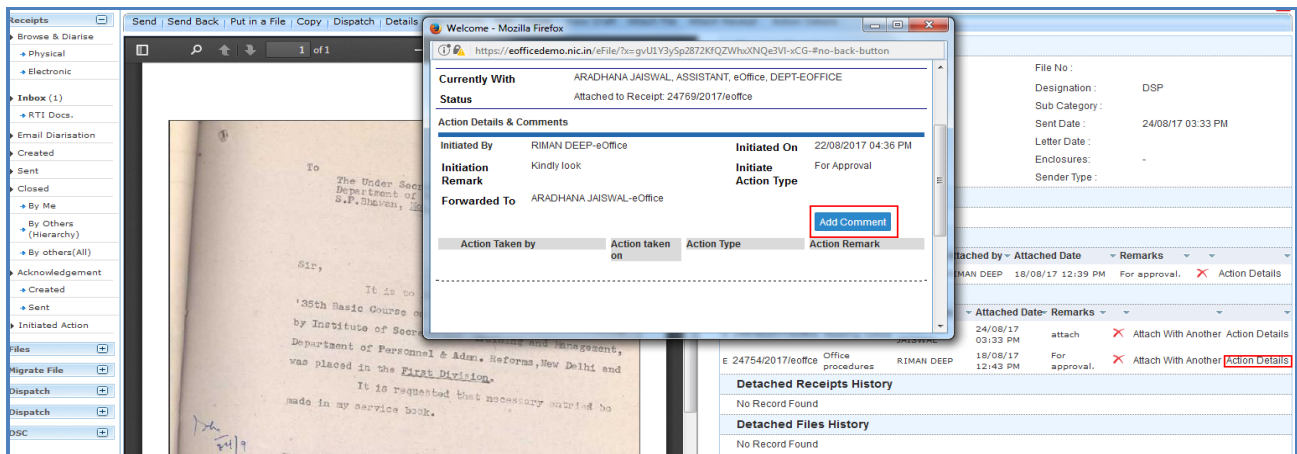 Receipts
Browse & Diarise
Physical
Electronic
Inbox (1)
RTI Docs.
Email Diarisation
Created
Sent
Closed
By Me
By Others
(Hierarchy)
By others(All)
Acknowledgement
Created
Sent
Initiated Action
Files
Migrate File
Dispatch
Dispatch
DSC
Send | Send Back | Put in a File | Copy | Dispatch | Details
1 of 1
To
The Under Secr
Department of
S.P.Bhavan,
Sir,
It is to
'35th Basic Course o
by Institute of Secre
Training and Management,
Department of Personnel & Adm. Reforms, New Delhi and
was placed in the First Division.
It is requested that necessary entries be
made in my service book.
24/9
Welcome - Mozilla Firefox
https://eofficedemo.nic.in/eFile/?x=gvU1Y3ySp2872KfQZWhxXNQe3VI-xCG-#no-back-button
Currently With ARADHANA JAISWAL, ASSISTANT, eOffice, DEPT-EOFFICE
Status Attached to Receipt: 24769/2017/eoffce
Action Details & Comments
Initiated By RIMAN DEEP-eOffice Initiated On 22/08/2017 04:36 PM
Initiation Remark Kindly look Initiate Action Type For Approval
Forwarded To ARADHANA JAISWAL-eOffice
Add Comment
Action Taken by Action taken on Action Type Action Remark
File No :
Designation : DSP
Sub Category :
Sent Date : 24/08/17 03:33 PM
Letter Date :
Enclosures: -
Sender Type :
tached by Attached Date Remarks
IMAN DEEP 18/08/17 12:39 PM For approval. Action Details
Attached Date Remarks
JAISWAL 24/08/17 03:33 PM attach Attach With Another Action Details
E 24754/2017/eoffce Office procedures RIMAN DEEP 18/08/17 12:43 PM For approval. Attach With Another Action Details
Detached Receipts History
No Record Found
Detached Files History
No Record Found